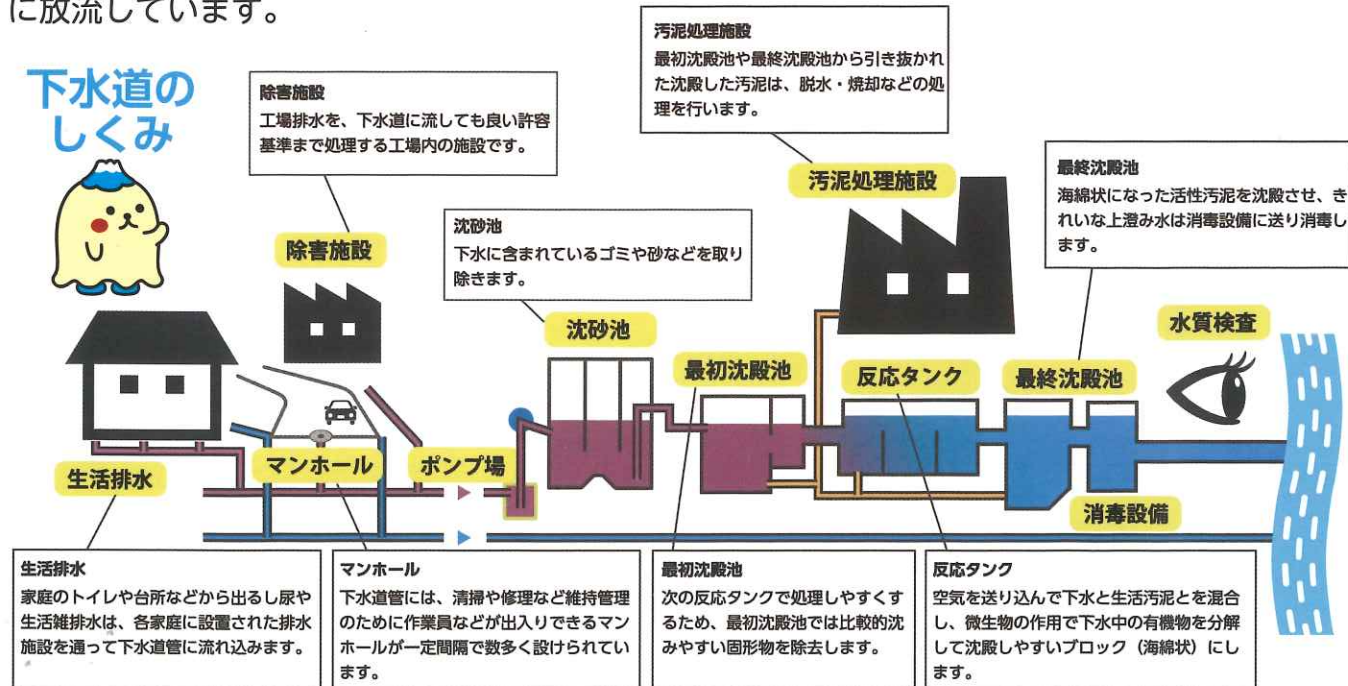 に放流しています。
下水道の
しくみ
除害施設
工場排水を、下水道に流しても良い許容
基準まで処理する工場内の施設です。
汚泥処理施設
最初沈殿池や最終沈殿池から引き抜かれ
た沈殿した汚泥は、脱水・焼却などの処
理を行います。
最終沈殿池
海綿状になった活性汚泥を沈殿させ、き
れいな上澄み水は消毒設備に送り消毒し
ます。
沈砂池
下水に含まれているゴミや砂などを取り
除きます。
除害施設
汚泥処理施設
沈砂池
水質検査
最初沈殿池
反応タンク
最終沈殿池
生活排水
マンホール
ポンプ場
消毒設備
生活排水
家庭のトイレや台所などから出るし尿や
生活雑排水は、各家庭に設置された排水
施設を通って下水道管に流れ込みます。
マンホール
下水道管には、清掃や修理など維持管理
のために作業員などが出入りできるマン
ホールが一定間隔で数多く設けられてい
ます。
最初沈殿池
次の反応タンクで処理しやすくす
るため、最初沈殿池では比較的沈
みやすい固形物を除去します。
反応タンク
空気を送り込んで下水と生活汚泥とを混合
し、微生物の作用で下水中の有機物を分解
して沈殿しやすいブロック（海綿状）にし
ます。